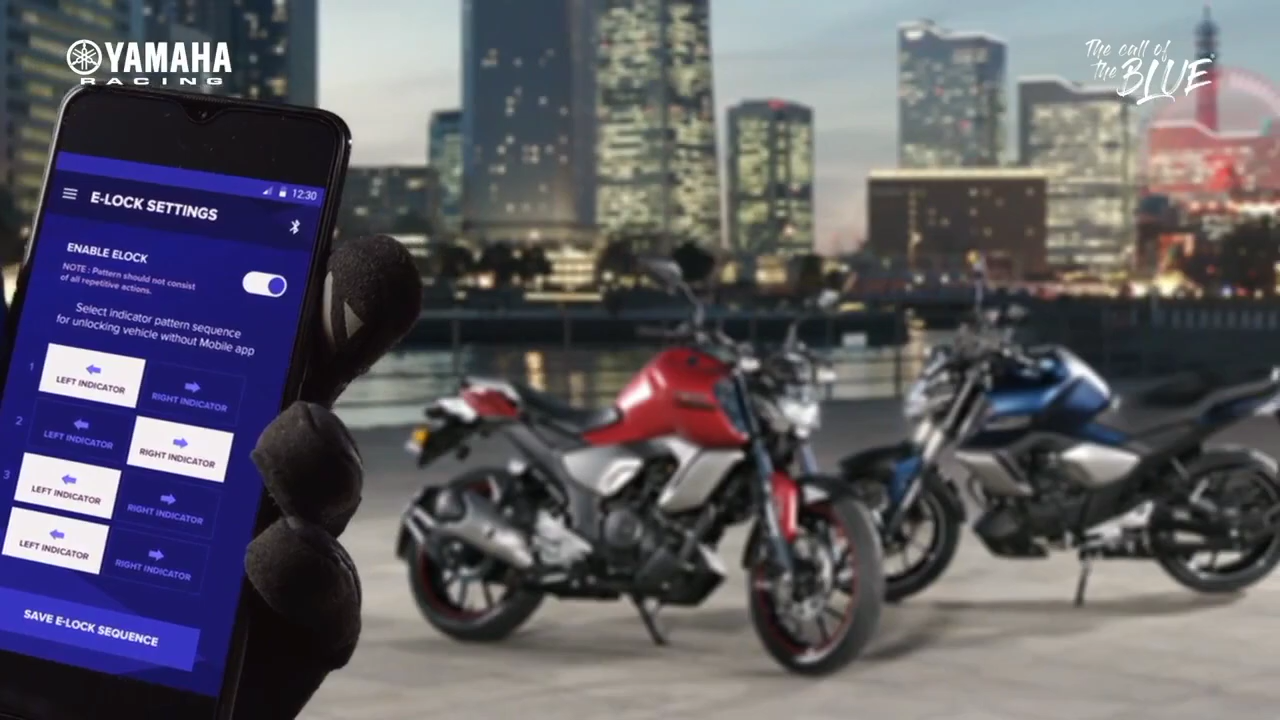 YAMAHA
RACING
The call of
the BLUE
12:30
E-LOCK SETTINGS
ENABLE ELOCK
NOTE : Pattern should not consist
of all repetitive actions.
Select indicator pattern sequence
for unlocking vehicle without Mobile app
1 LEFT INDICATOR RIGHT INDICATOR
2 LEFT INDICATOR RIGHT INDICATOR
3 LEFT INDICATOR RIGHT INDICATOR
LEFT INDICATOR RIGHT INDICATOR
SAVE E-LOCK SEQUENCE